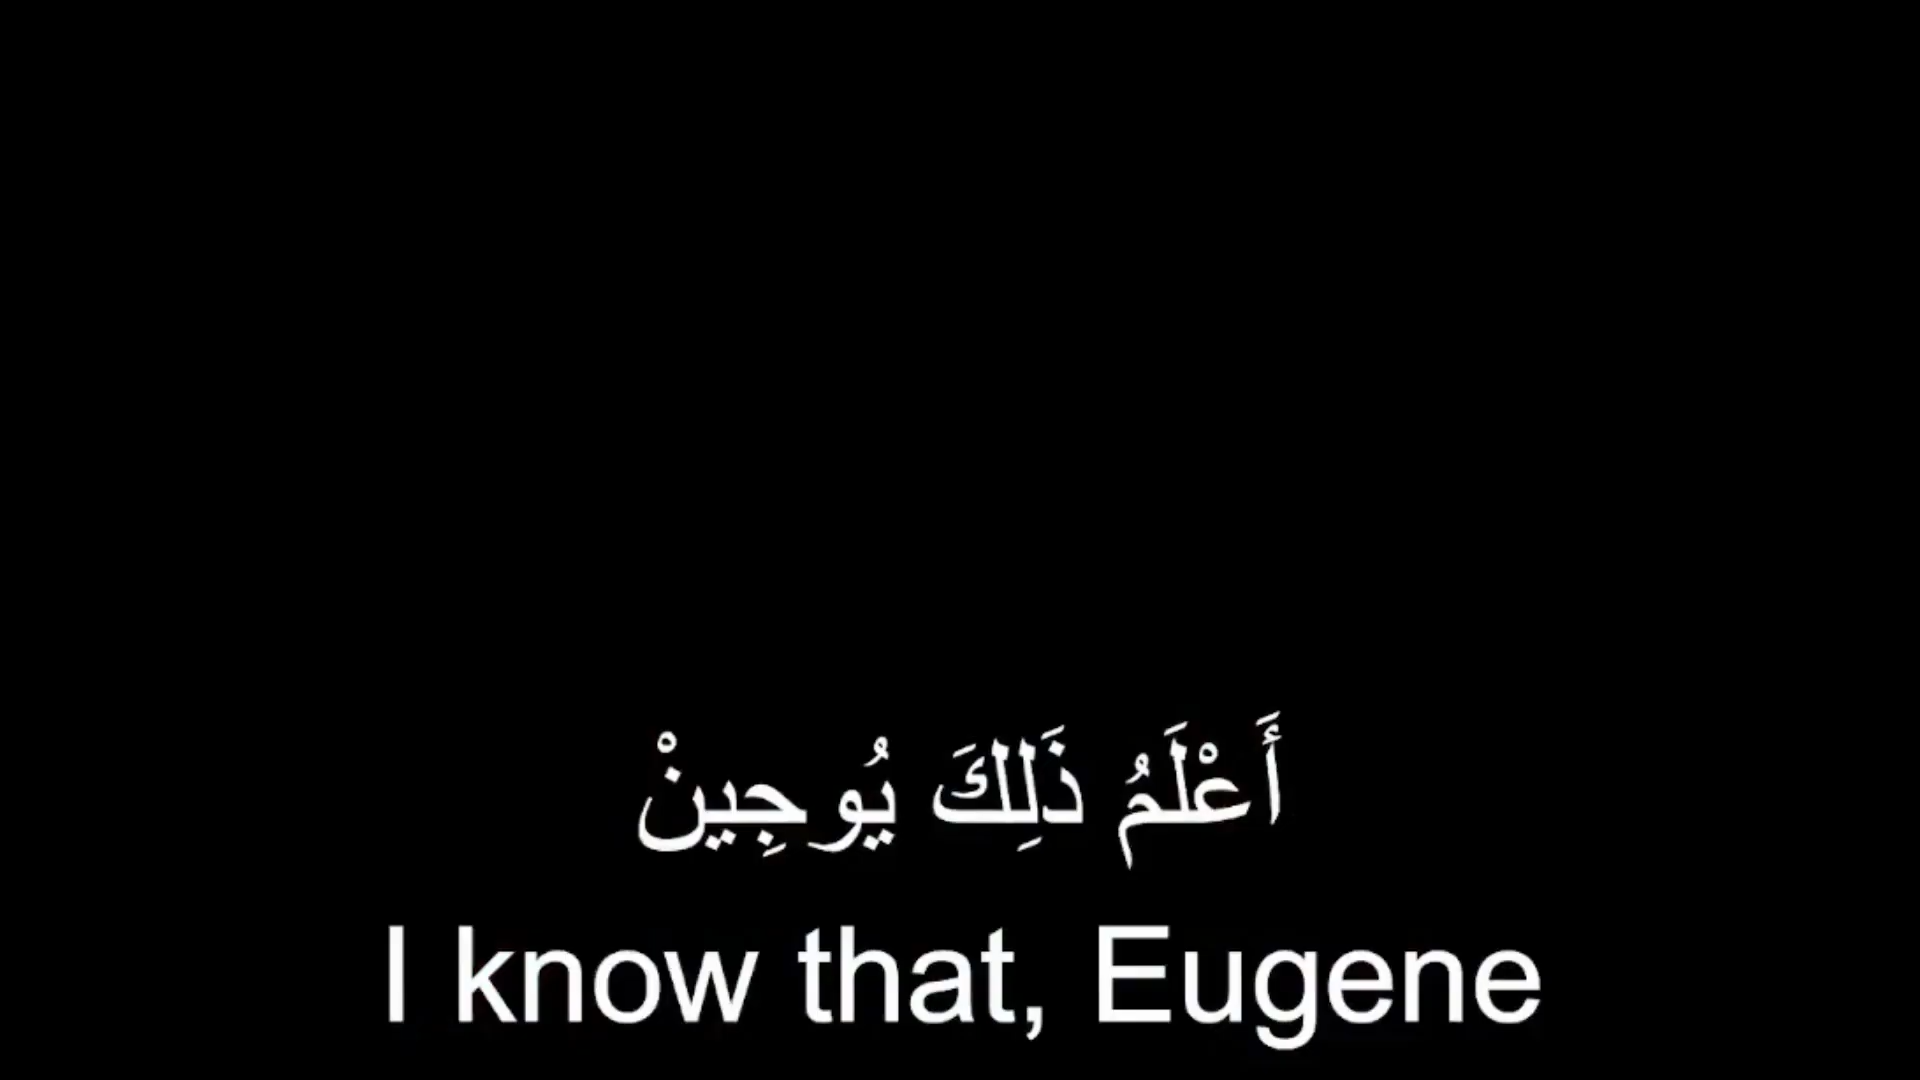 أَعْلَمُ ذَلِكَ يُوجِينْ
I know that, Eugene